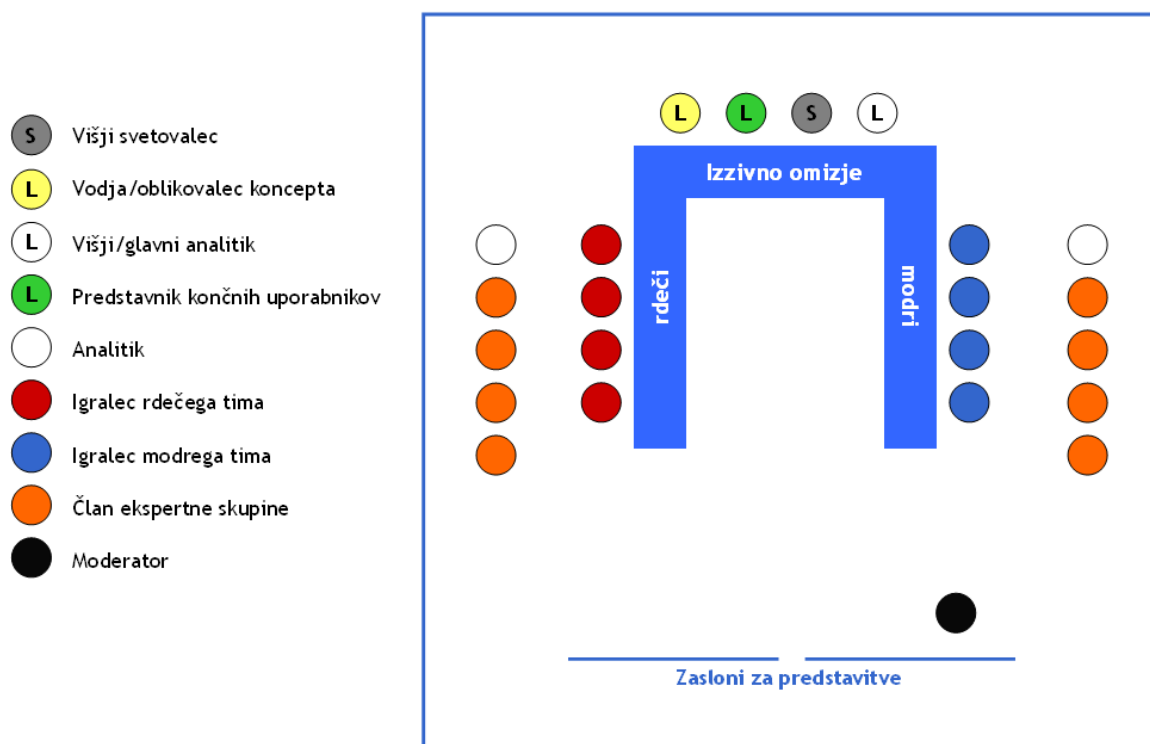 S Višji svetovalec
L Vodja/oblikovalec koncepta
L Višji/glavni analitik
L Predstavnik končnih uporabnikov
Analitik
Igralec rdečega tima
Igralec modrega tima
Član ekspertne skupine
Moderator
L L S L
Izzivno omizje
rdeči
modri
Zasloni za predstavitve